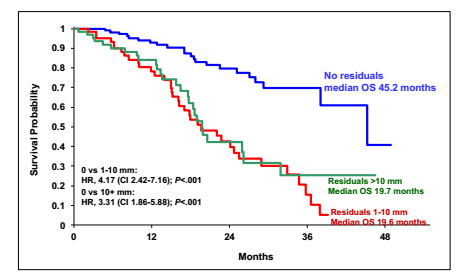 1
0.9
0.8
0.7
0.6
0.5
0.4
0.3
0.2
0.1
0
Survival Probability
No residuals
median OS 45.2 months
0 vs 1-10 mm:
HR, 4.17 (CI 2.42-7.16); P<.001
0 vs 10+ mm:
HR, 3.31 (CI 1.86-5.88); P<.001
Residuals >10 mm
Median OS 19.7 months
Residuals 1-10 mm
Median OS 19.6 months
0 12 24 36 48
Months